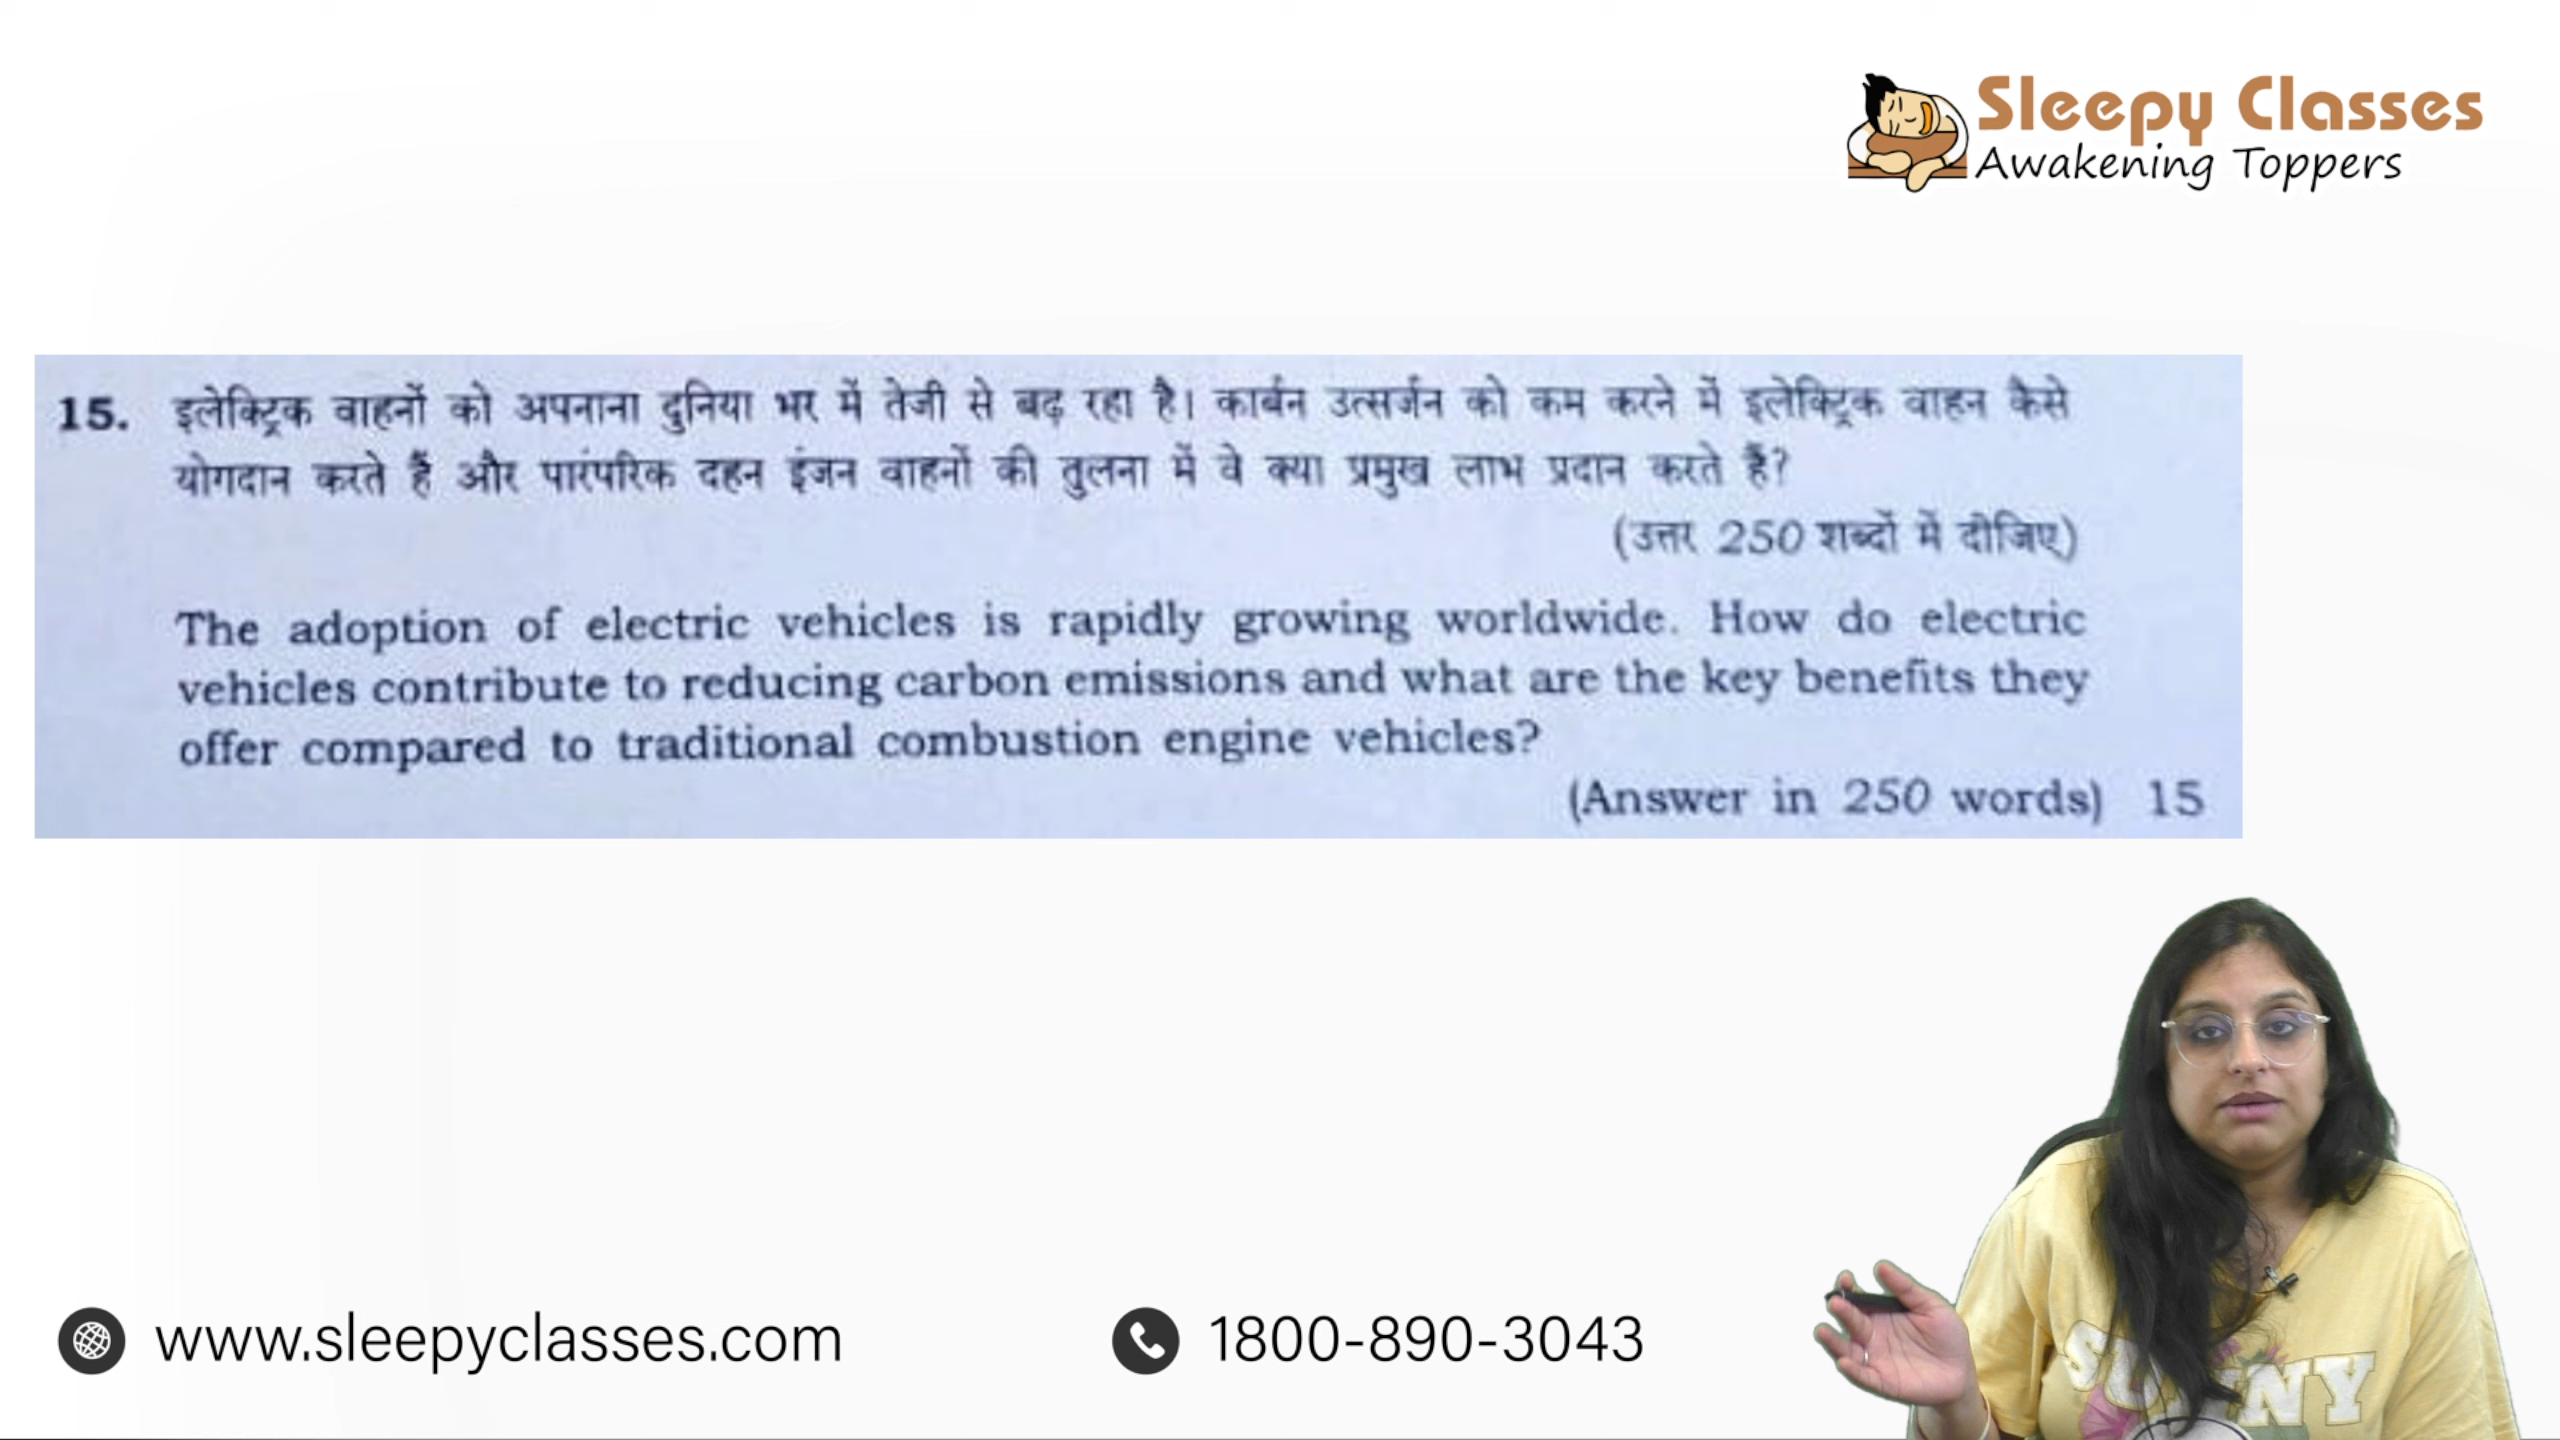 Sleepy Classes
Awakening Toppers
15. इलेक्ट्रिक वाहनों को अपनाना दुनिया भर में तेजी से बढ़ रहा है। कार्बन उत्सर्जन को कम करने में इलेक्ट्रिक वाहन कैसे
योगदान करते हैं और पारंपरिक दहन इंजन वाहनों की तुलना में वे क्या प्रमुख लाभ प्रदान करते हैं?
(उत्तर 250 शब्दों में दीजिए)
The adoption of electric vehicles is rapidly growing worldwide. How do electric
vehicles contribute to reducing carbon emissions and what are the key benefits they
offer compared to traditional combustion engine vehicles?
(Answer in 250 words) 15
www.sleepyclasses.com
1800-890-3043